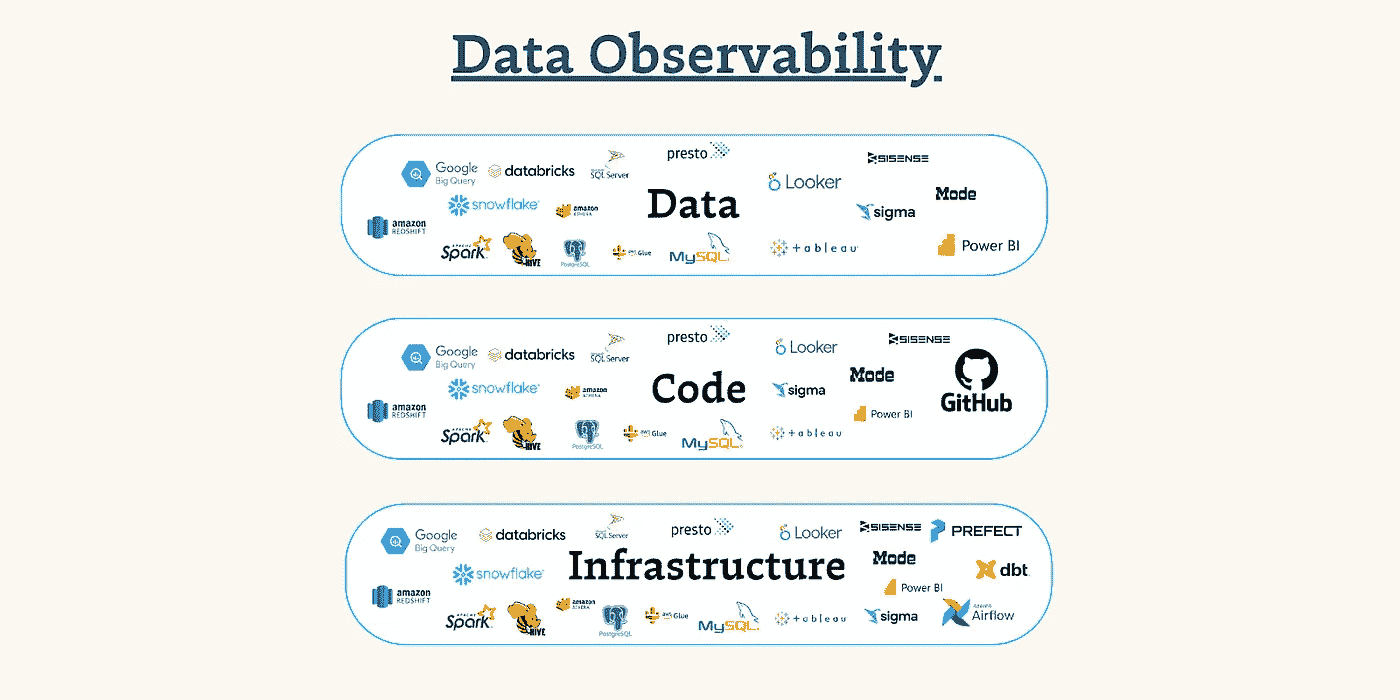 Data Observability
Google
Big Query
databricks
SQL Server
presto
SISENSE
Looker
Mode
snowflake
amazon
ATHENA
Data
sigma
amazon
REDSHIFT
APACHE
Spark
HIVE
PostgreSQL
aws Glue
MySQL
+ableau
Power BI
Google
Big Query
databricks
SQL Server
presto
Looker
SISENSE
snowflake
amazon
ATHENA
Code
sigma
Mode
GitHub
amazon
REDSHIFT
Power BI
APACHE
Spark
HIVE
PostgreSQL
aws Glue
MySQL
+ableau
Google
Big Query
databricks
SQL Server
presto
Looker
SISENSE
PREFECT
snowflake
Infrastructure
Mode
dbt
amazon
REDSHIFT
Power BI
APACHE
Spark
HIVE
amazon
ATHENA
PostgreSQL
aws Glue
MySQL
+ableau
sigma
Apache
Airflow